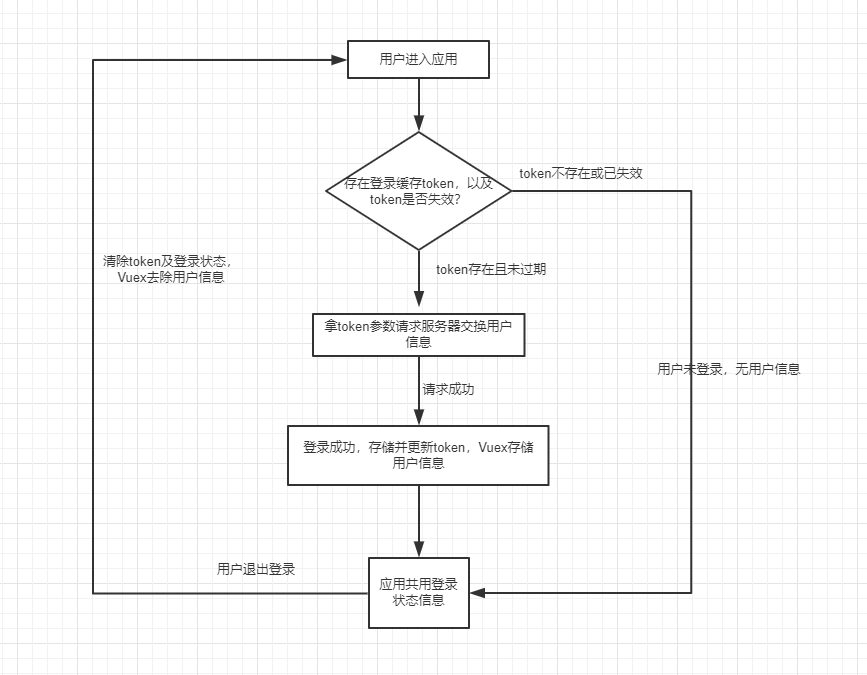 用户进入应用
token不存在或已失效
存在登录缓存token，以及
token是否失效?
清除token及登录状态，
Vuex去除用户信息
token存在且未过期
拿token参数请求服务器交换用户
信息
用户未登录，无用户信息
请求成功
登录成功，存储并更新token，Vuex存储
用户信息
用户退出登录
应用共用登录
状态信息